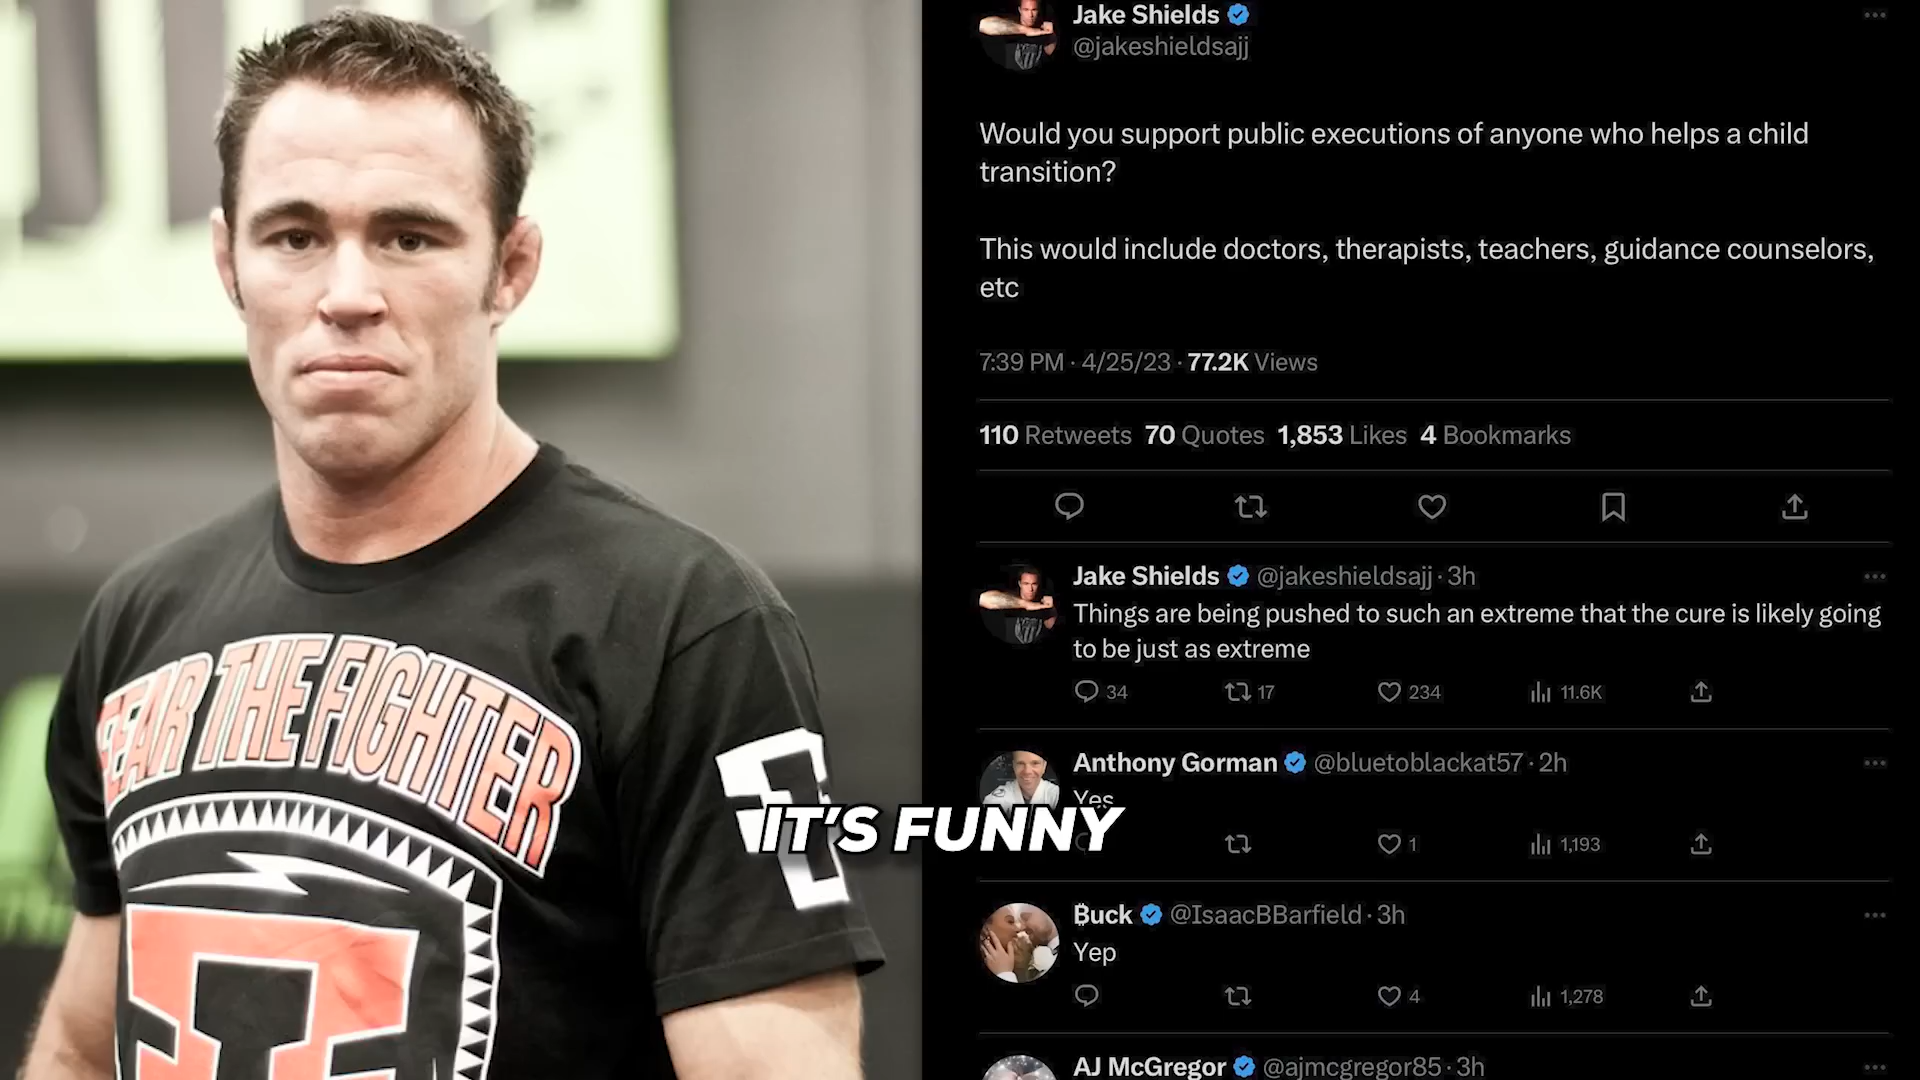 FEAR THE FIGHTER
Jake Shields
@jakeshieldsajj
Would you support public executions of anyone who helps a child
transition?
This would include doctors, therapists, teachers, guidance counselors,
etc
7:39 PM · 4/25/23 · 77.2K Views
110 Retweets 70 Quotes 1,853 Likes 4 Bookmarks
Jake Shields @jakeshieldsajj · 3h
Things are being pushed to such an extreme that the cure is likely going
to be just as extreme
34 17 234 11.6K
Anthony Gorman @bluetoblackat57 · 2h
Yes
IT'S FUNNY
1 1,193
₿uck @IsaacBBarfield · 3h
Yep
4 1,278
AJ McGregor @ajmcgregor85 · 3h